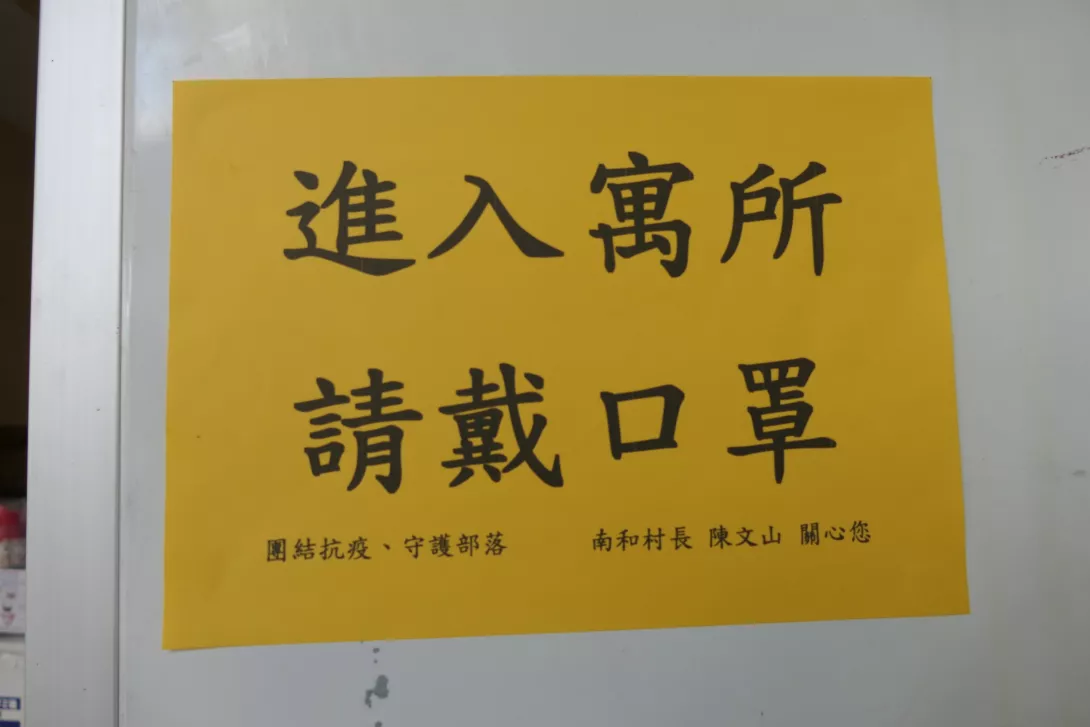 進入寓所
請戴口罩
團結抗疫、守護部落 南和村長 陳文山 關心您